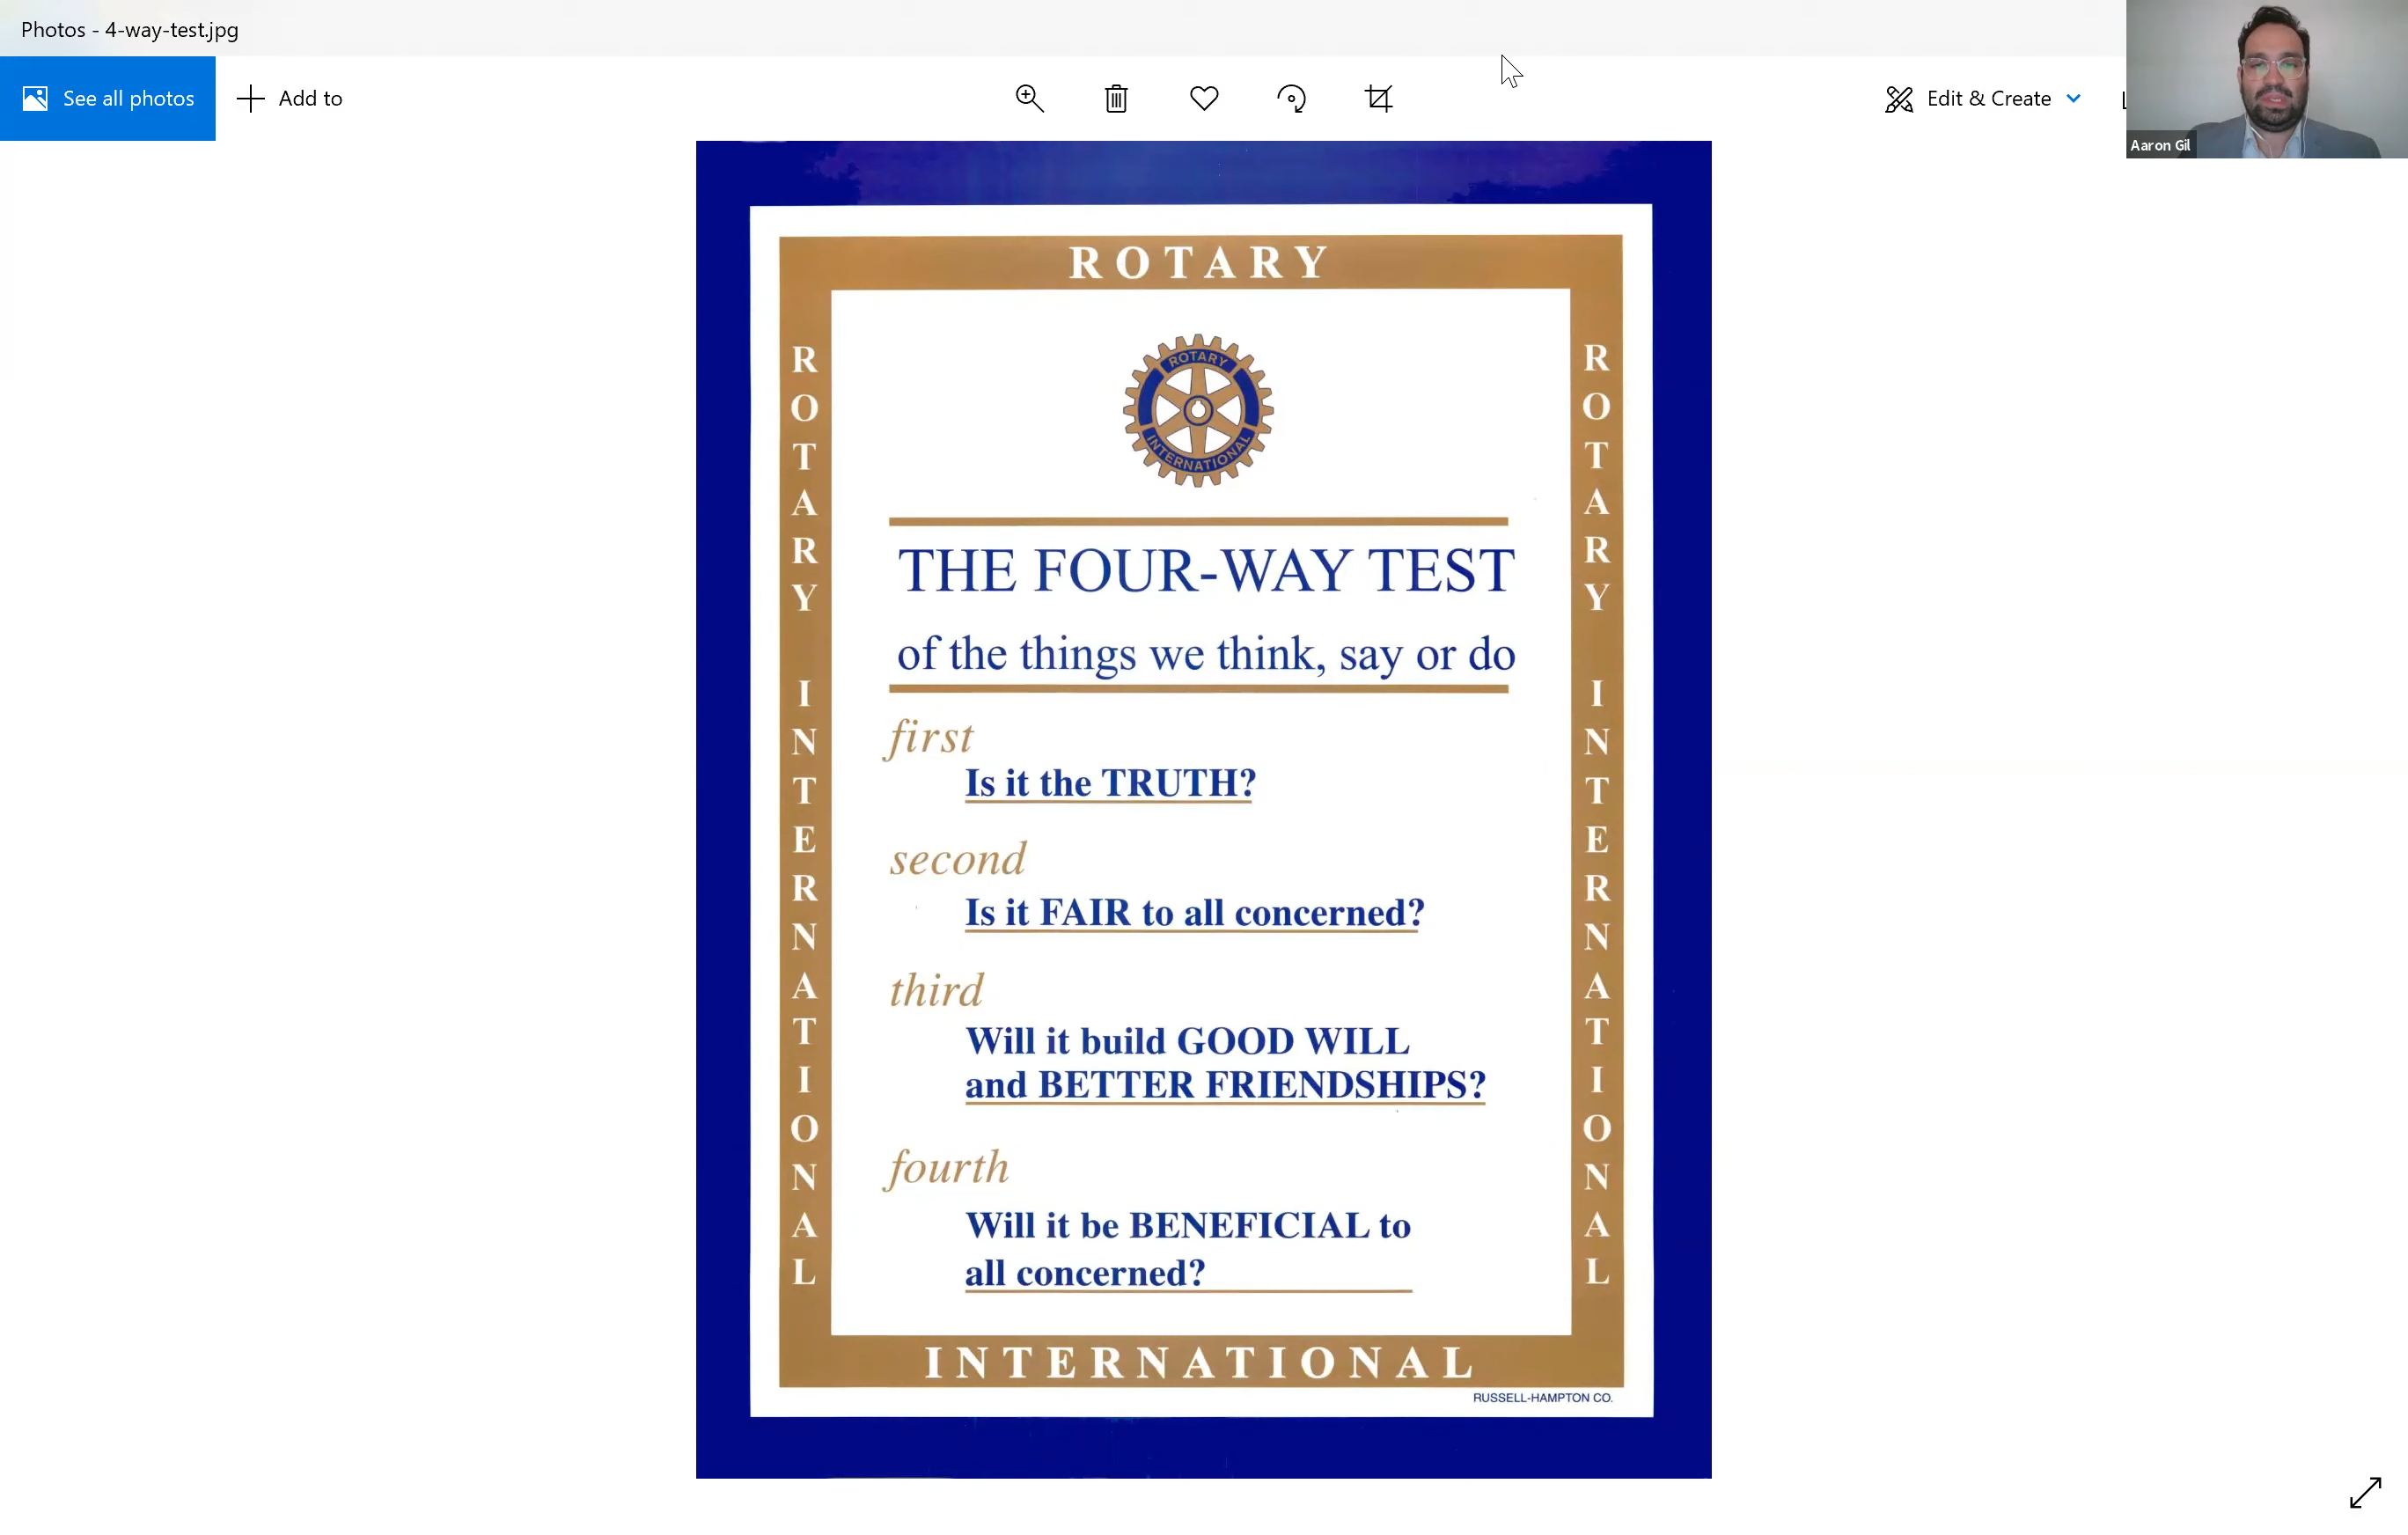 Photos - 4-way-test.jpg
See all photos
Add to
Edit & Create
Aaron Gil
ROTARY
ROTARY INTERNATIONAL
ROTARY INTERNATIONAL
ROTARY
INTERNATIONAL
THE FOUR-WAY TEST
of the things we think, say or do
first
Is it the TRUTH?
second
Is it FAIR to all concerned?
third
Will it build GOOD WILL
and BETTER FRIENDSHIPS?
fourth
Will it be BENEFICIAL to
all concerned?
INTERNATIONAL
RUSSELL-HAMPTON CO.